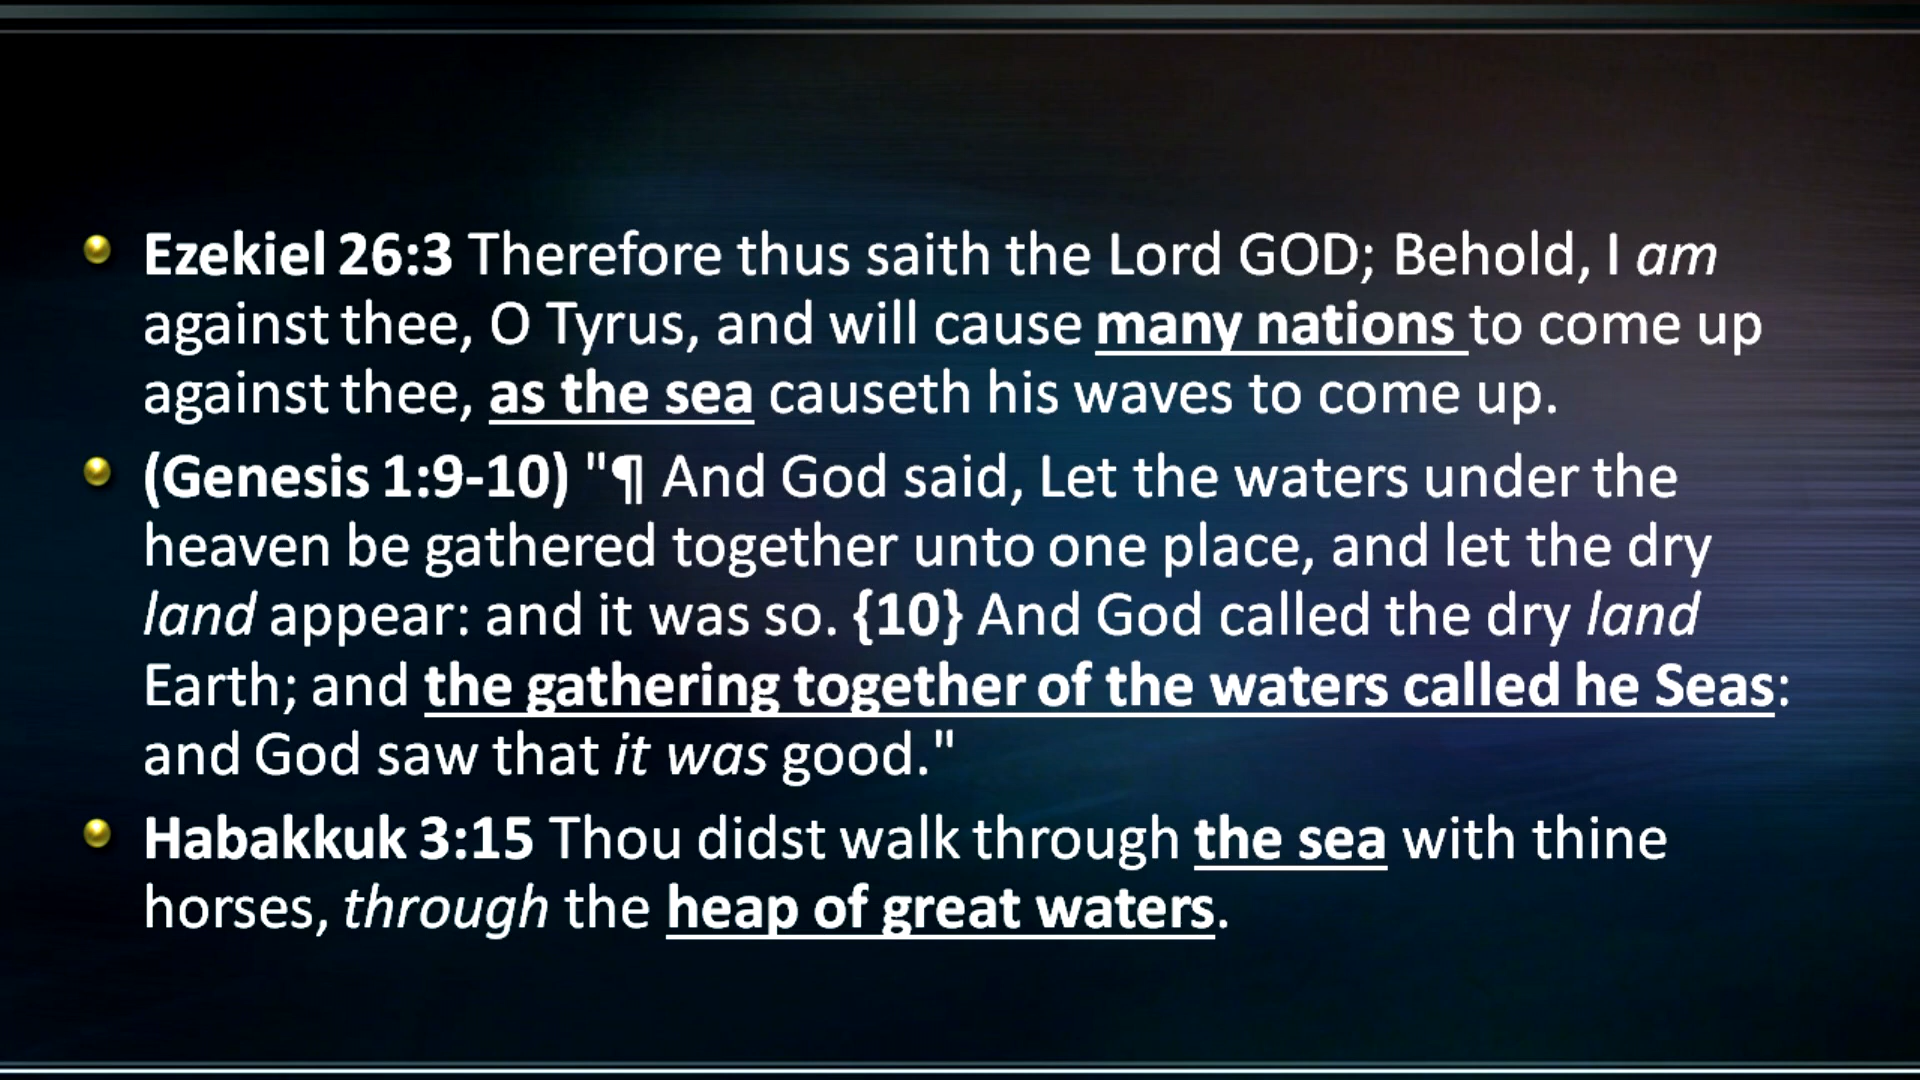 Ezekiel 26:3 Therefore thus saith the Lord GOD; Behold, I am
against thee, O Tyrus, and will cause many nations to come up
against thee, as the sea causeth his waves to come up.
(Genesis 1:9-10) "¶ And God said, Let the waters under the
heaven be gathered together unto one place, and let the dry
land appear: and it was so. {10} And God called the dry land
Earth; and the gathering together of the waters called he Seas:
and God saw that it was good."
Habakkuk 3:15 Thou didst walk through the sea with thine
horses, through the heap of great waters.